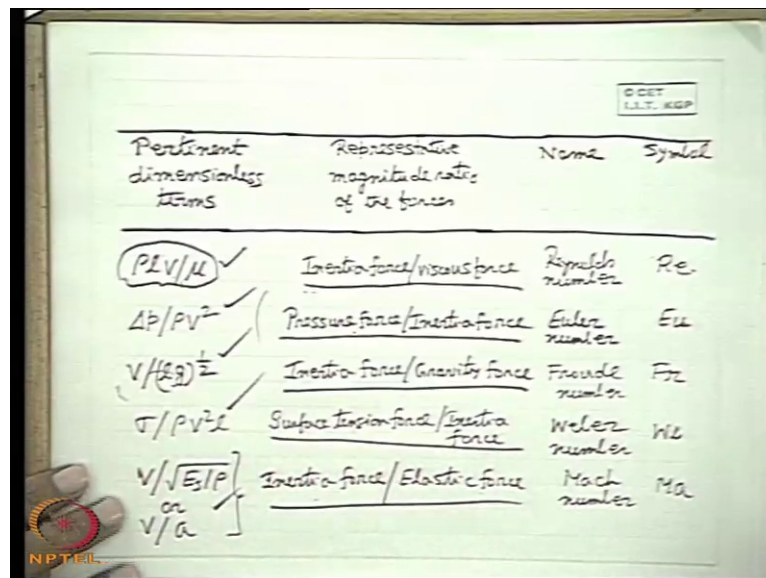 © CET
I.I.T. KGP
Pertinent dimensionless terms
Representative magnitude ratio of the forces
Name
Symbol
ρlV/μ
Inertia force/viscous force
Reynolds number
Re.
Δp/ρV²
Pressure force/Inertia force
Euler number
Eu
V/(lg)^½
Inertia force/Gravity force
Froude number
Fr
σ/ρV²l
Surface Tension force/Inertia force
Weber number
We
V/√Es/ρ
or
V/a
Inertia force/Elastic force
Mach number
Ma
NPTEL